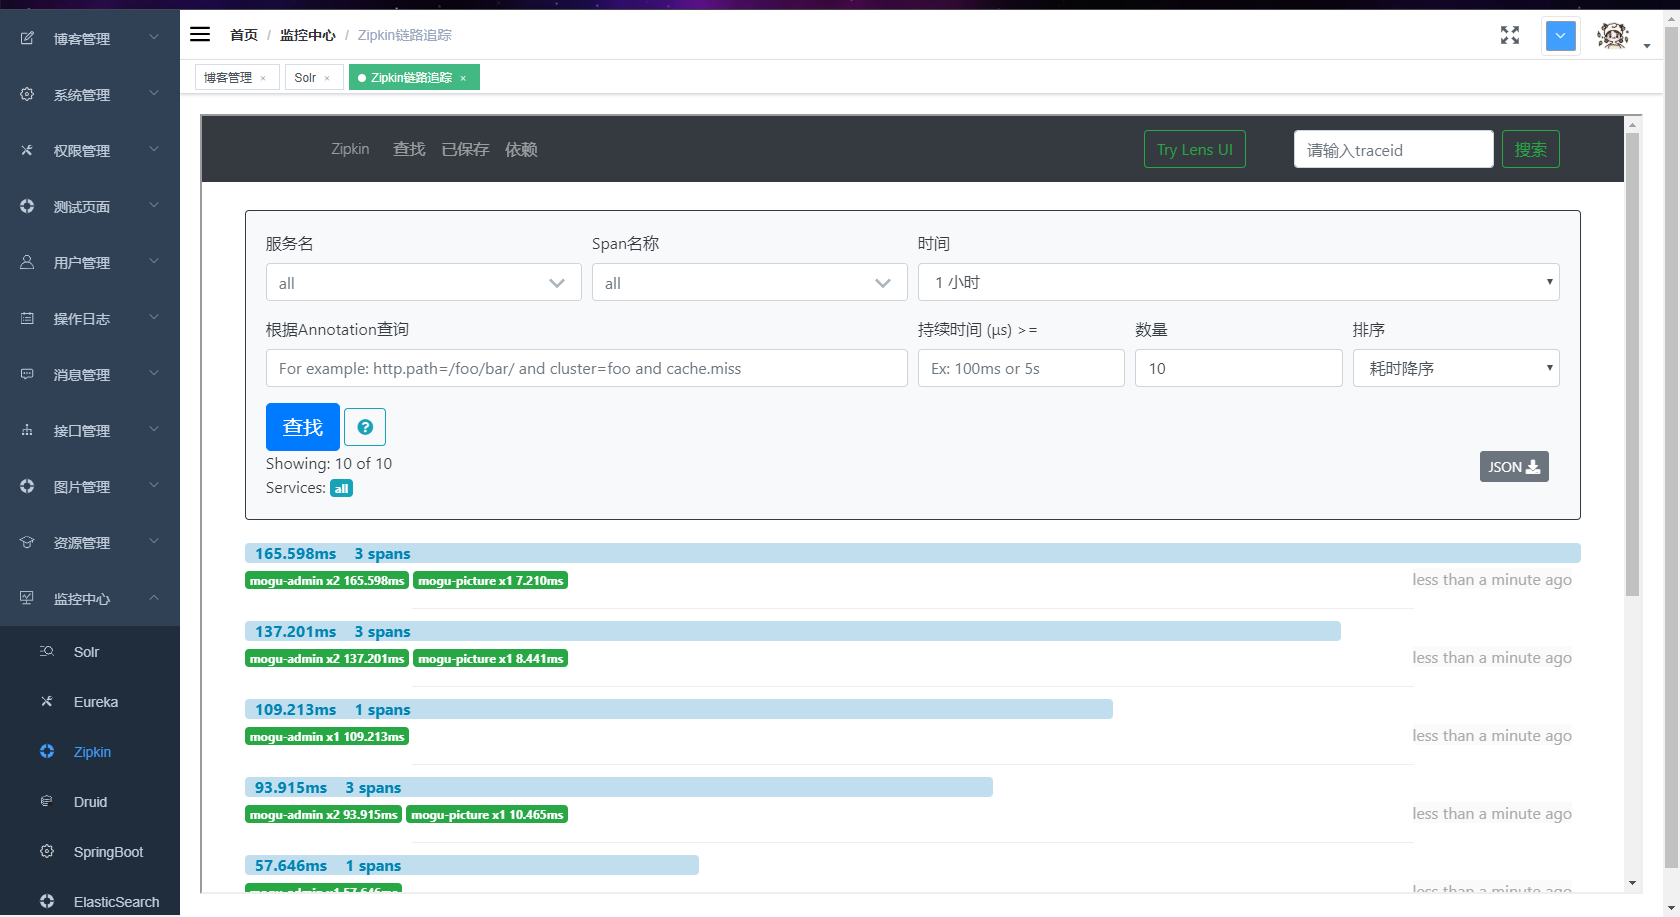 博客管理
系统管理
权限管理
测试页面
用户管理
操作日志
消息管理
接口管理
图片管理
资源管理
监控中心
Solr
Eureka
Zipkin
Druid
SpringBoot
ElasticSearch
首页 / 监控中心 / Zipkin链路追踪
博客管理 × Solr × Zipkin链路追踪 ×
Zipkin 查找 已保存 依赖 Try Lens UI 请输入traceid 搜索
服务名 Span名称 时间
all all 1 小时
根据Annotation查询 持续时间 (μs) >= 数量 排序
For example: http.path=/foo/bar/ and cluster=foo and cache.miss Ex: 100ms or 5s 10 耗时降序
查找 ?
Showing: 10 of 10
Services: all
JSON
165.598ms 3 spans
mogu-admin x2 165.598ms mogu-picture x1 7.210ms less than a minute ago
137.201ms 3 spans
mogu-admin x2 137.201ms mogu-picture x1 8.441ms less than a minute ago
109.213ms 1 spans
mogu-admin x1 109.213ms less than a minute ago
93.915ms 3 spans
mogu-admin x2 93.915ms mogu-picture x1 10.465ms less than a minute ago
57.646ms 1 spans
mogu-admin x1 57.646ms less than a minute ago